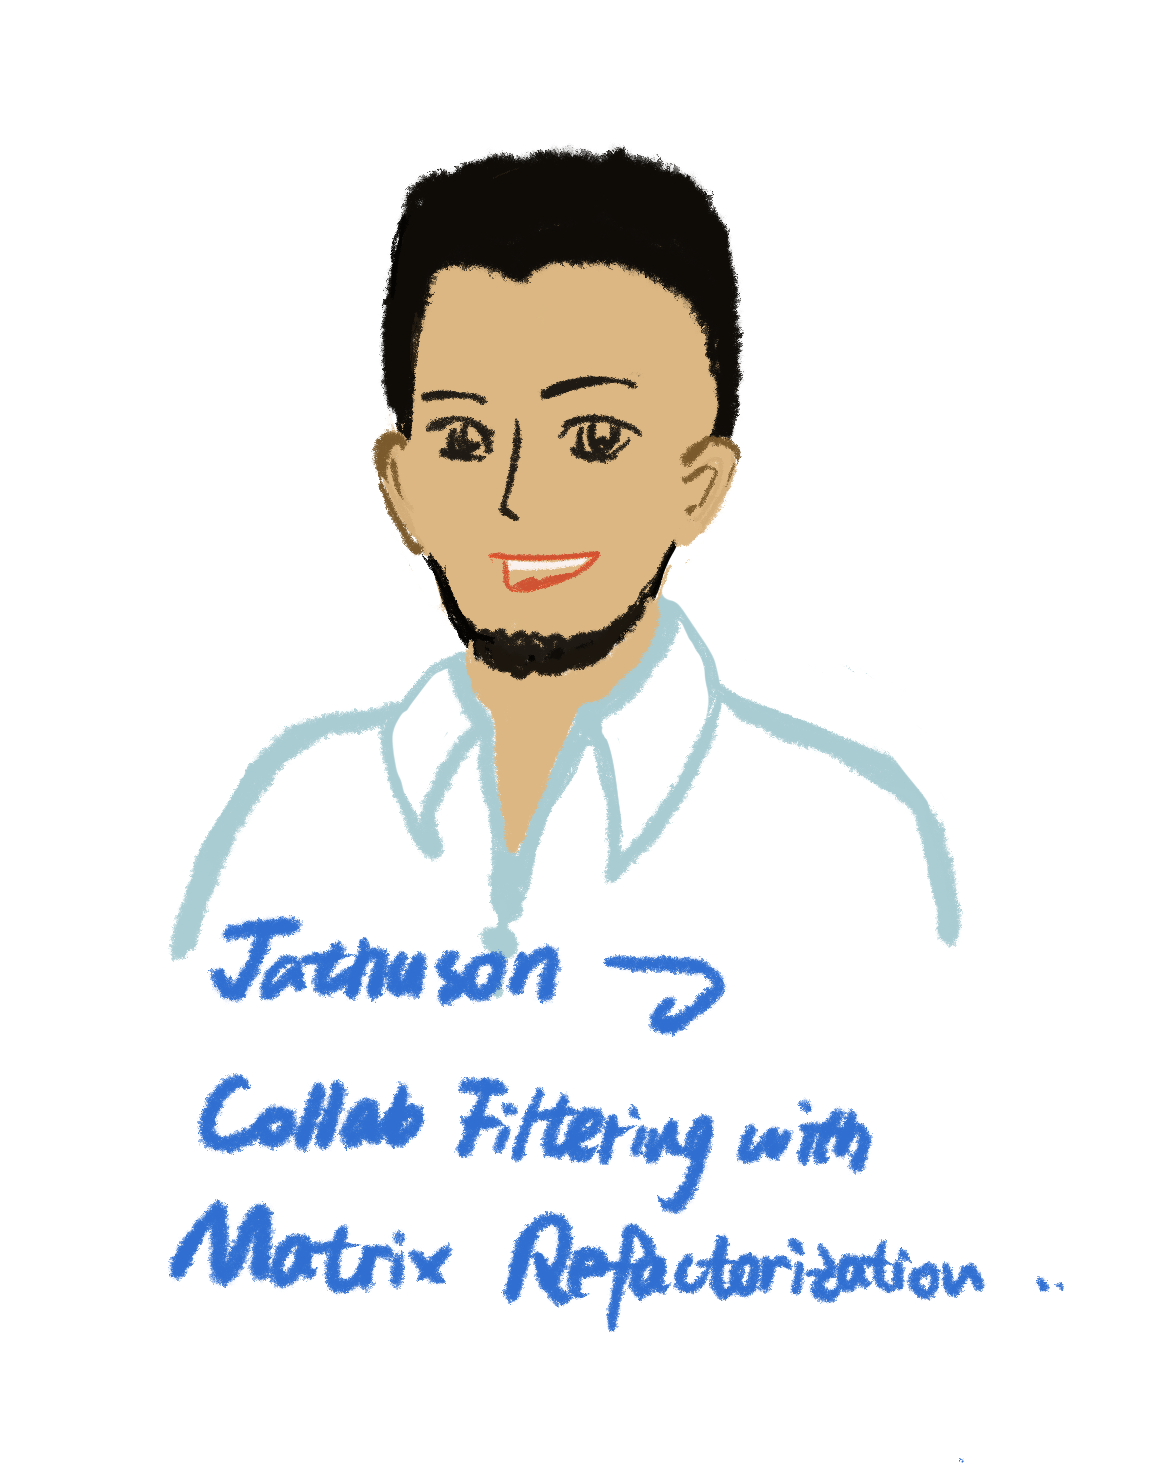 Jathuson
Collab Filtering with
Matrix Refactorization ..